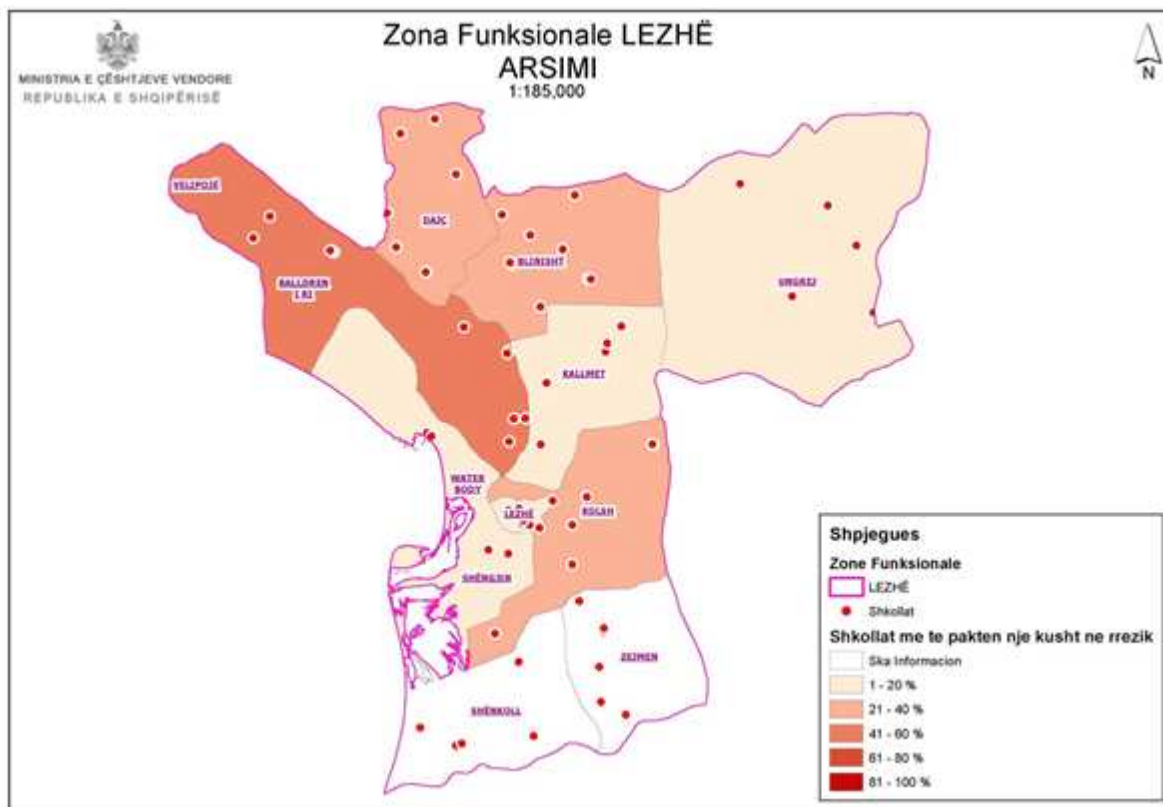 Zona Funksionale LEZHË
ARSIMI
1:185,000
MINISTRIA E ÇËSHTJEVE VENDORE
REPUBLIKA E SHQIPËRISË
N
VELIPOJË
DAJC
BLINISHT
BALLDREN
I RI
UNGREJ
KALLMET
WATER
BODY
LEZHË
KOLSH
SHËNGJIN
ZEJMEN
SHËNKOLL
Shpjegues
Zone Funksionale
LEZHË
Shkollat
Shkollat me te pakten nje kusht ne rrezik
Ska Informacion
1 - 20 %
21 - 40 %
41 - 60 %
61 - 80 %
81 - 100 %